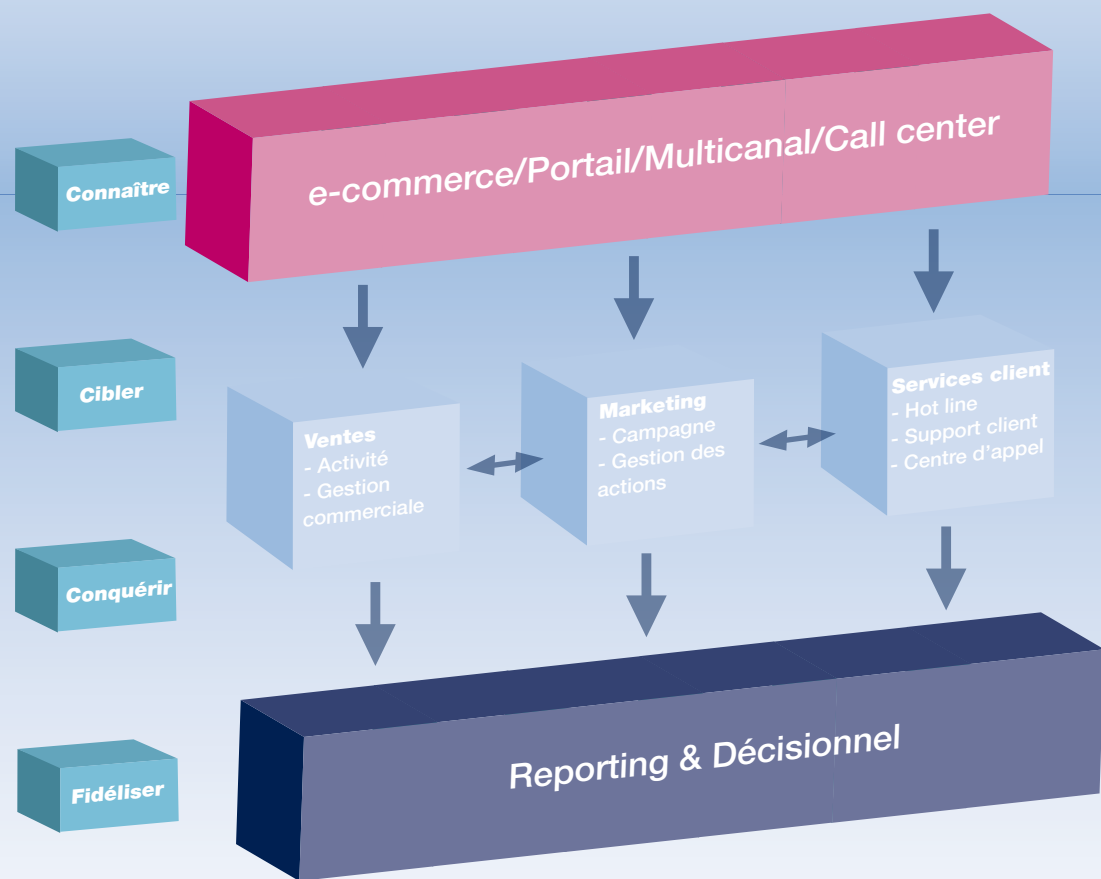 e-commerce/Portail/Multicanal/Call center
Connaître
Cibler
Ventes
- Activité
- Gestion
commerciale
Marketing
- Campagne
- Gestion des
actions
Services client
- Hot line
- Support client
- Centre d'appel
Conquérir
Reporting & Décisionnel
Fidéliser